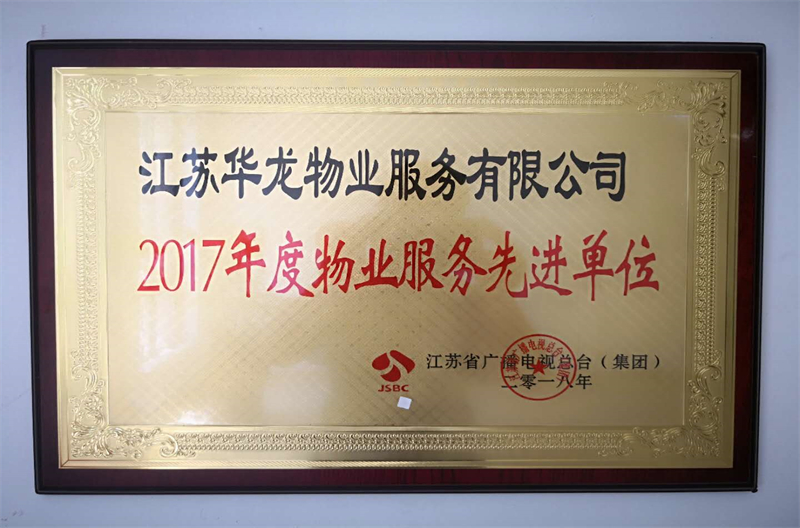 江苏华龙物业服务有限公司
2017年度物业服务先进单位
JSBC
江苏省广播电视总台（集团）
二零一八年